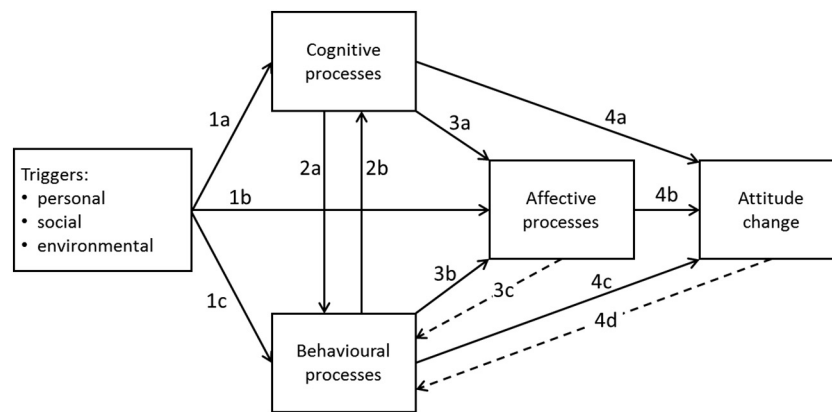 Cognitive
processes
1a
4a
3a
Triggers:
• personal
• social
• environmental
2a
2b
1b
Affective
processes
4b
Attitude
change
1c
3b
3c
4c
4d
Behavioural
processes